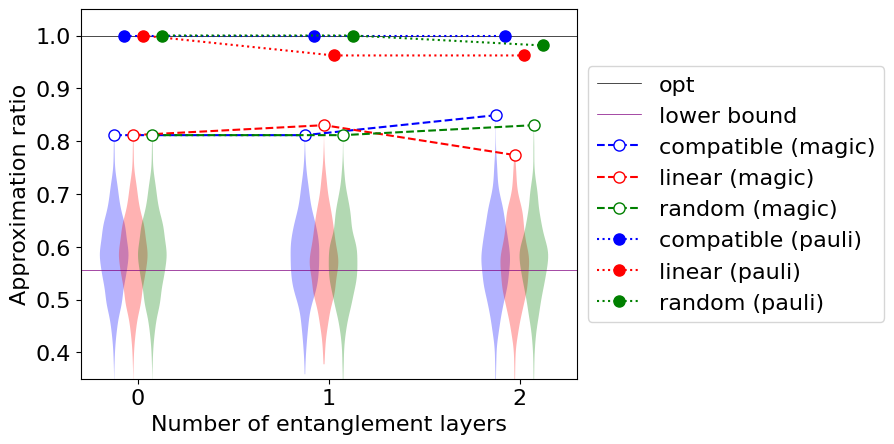 1.0
0.9
0.8
0.7
0.6
0.5
0.4
Approximation ratio
0 1 2
Number of entanglement layers
opt
lower bound
compatible (magic)
linear (magic)
random (magic)
compatible (pauli)
linear (pauli)
random (pauli)